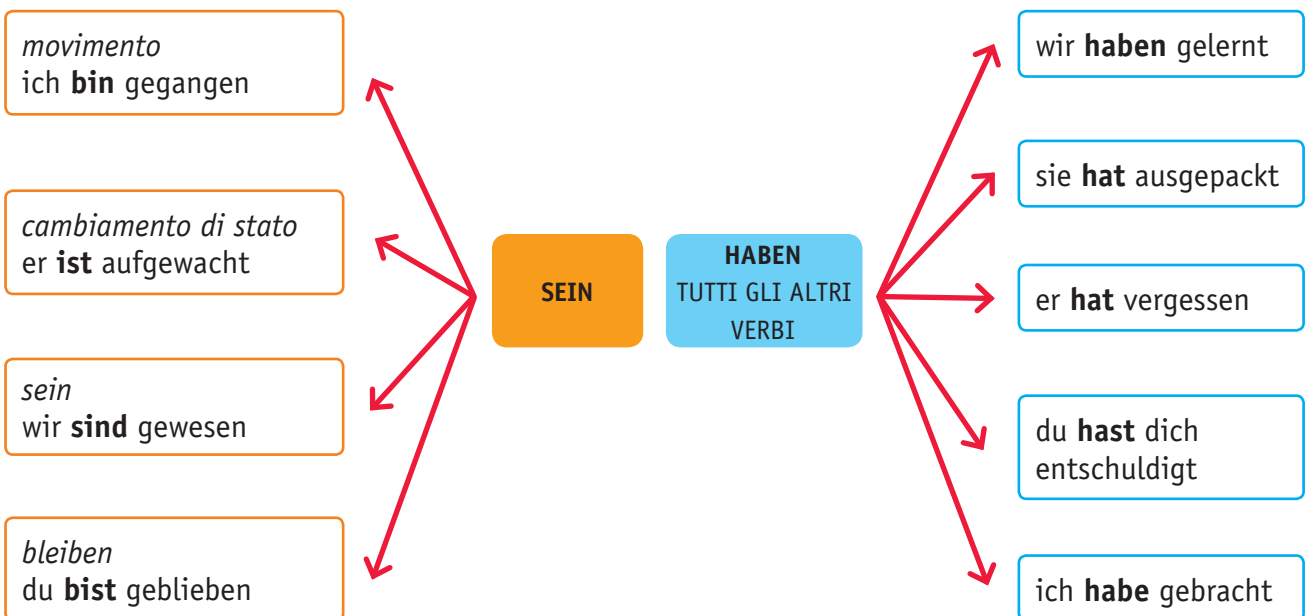 movimento
ich bin gegangen
cambiamento di stato
er ist aufgewacht
sein
wir sind gewesen
bleiben
du bist geblieben
SEIN
HABEN
TUTTI GLI ALTRI
VERBI
wir haben gelernt
sie hat ausgepackt
er hat vergessen
du hast dich
entschuldigt
ich habe gebracht